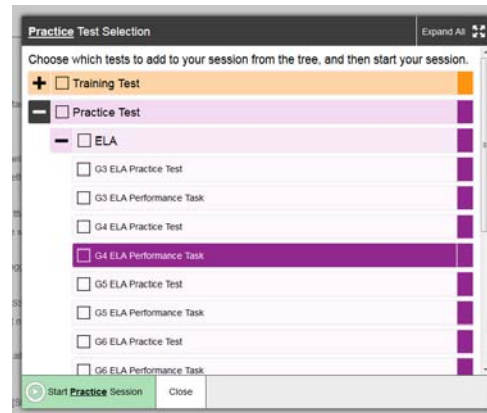 Practice Test Selection
Expand All
Choose which tests to add to your session from the tree, and then start your session.
Training Test
Practice Test
ELA
G3 ELA Practice Test
G3 ELA Performance Task
G4 ELA Practice Test
G4 ELA Performance Task
G5 ELA Practice Test
G5 ELA Performance Task
G6 ELA Practice Test
G6 ELA Performance Task
Start Practice Session
Close